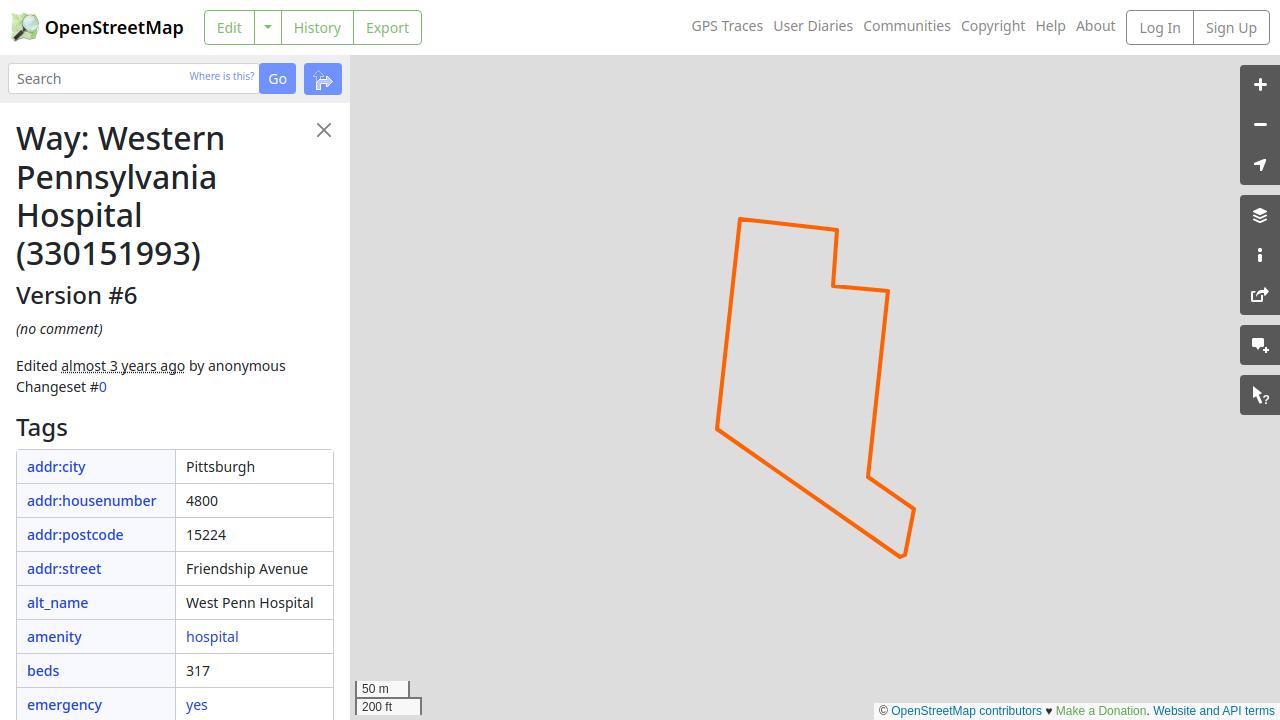 OpenStreetMap
Edit
History
Export
GPS Traces
User Diaries
Communities
Copyright
Help
About
Log In
Sign Up
Search
Where is this?
Go
Way: Western
Pennsylvania
Hospital
(330151993)
Version #6
(no comment)
Edited almost 3 years ago by anonymous
Changeset #0
Tags
addr:city Pittsburgh
addr:housenumber 4800
addr:postcode 15224
addr:street Friendship Avenue
alt_name West Penn Hospital
amenity hospital
beds 317
emergency yes
50 m
200 ft
© OpenStreetMap contributors ♥ Make a Donation. Website and API terms